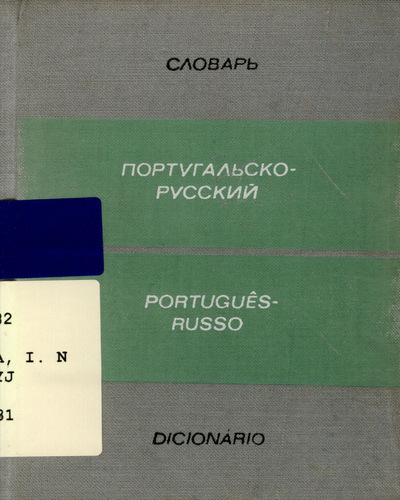 СЛОВАРЬ
ПОРТУГАЛЬСКО-
РУССКИЙ
PORTUGUÊS-
RUSSO
I. N
DICIONÁRIO